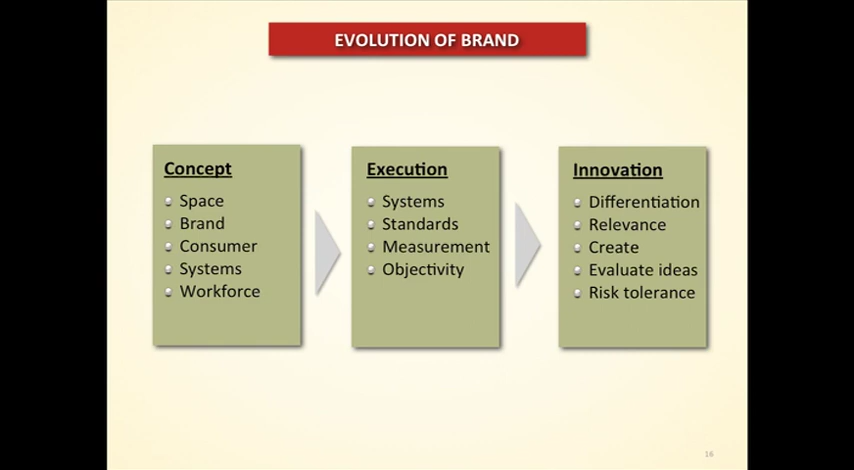 EVOLUTION OF BRAND
Concept
Space
Brand
Consumer
Systems
Workforce
Execution
Systems
Standards
Measurement
Objectivity
Innovation
Differentiation
Relevance
Create
Evaluate ideas
Risk tolerance
16